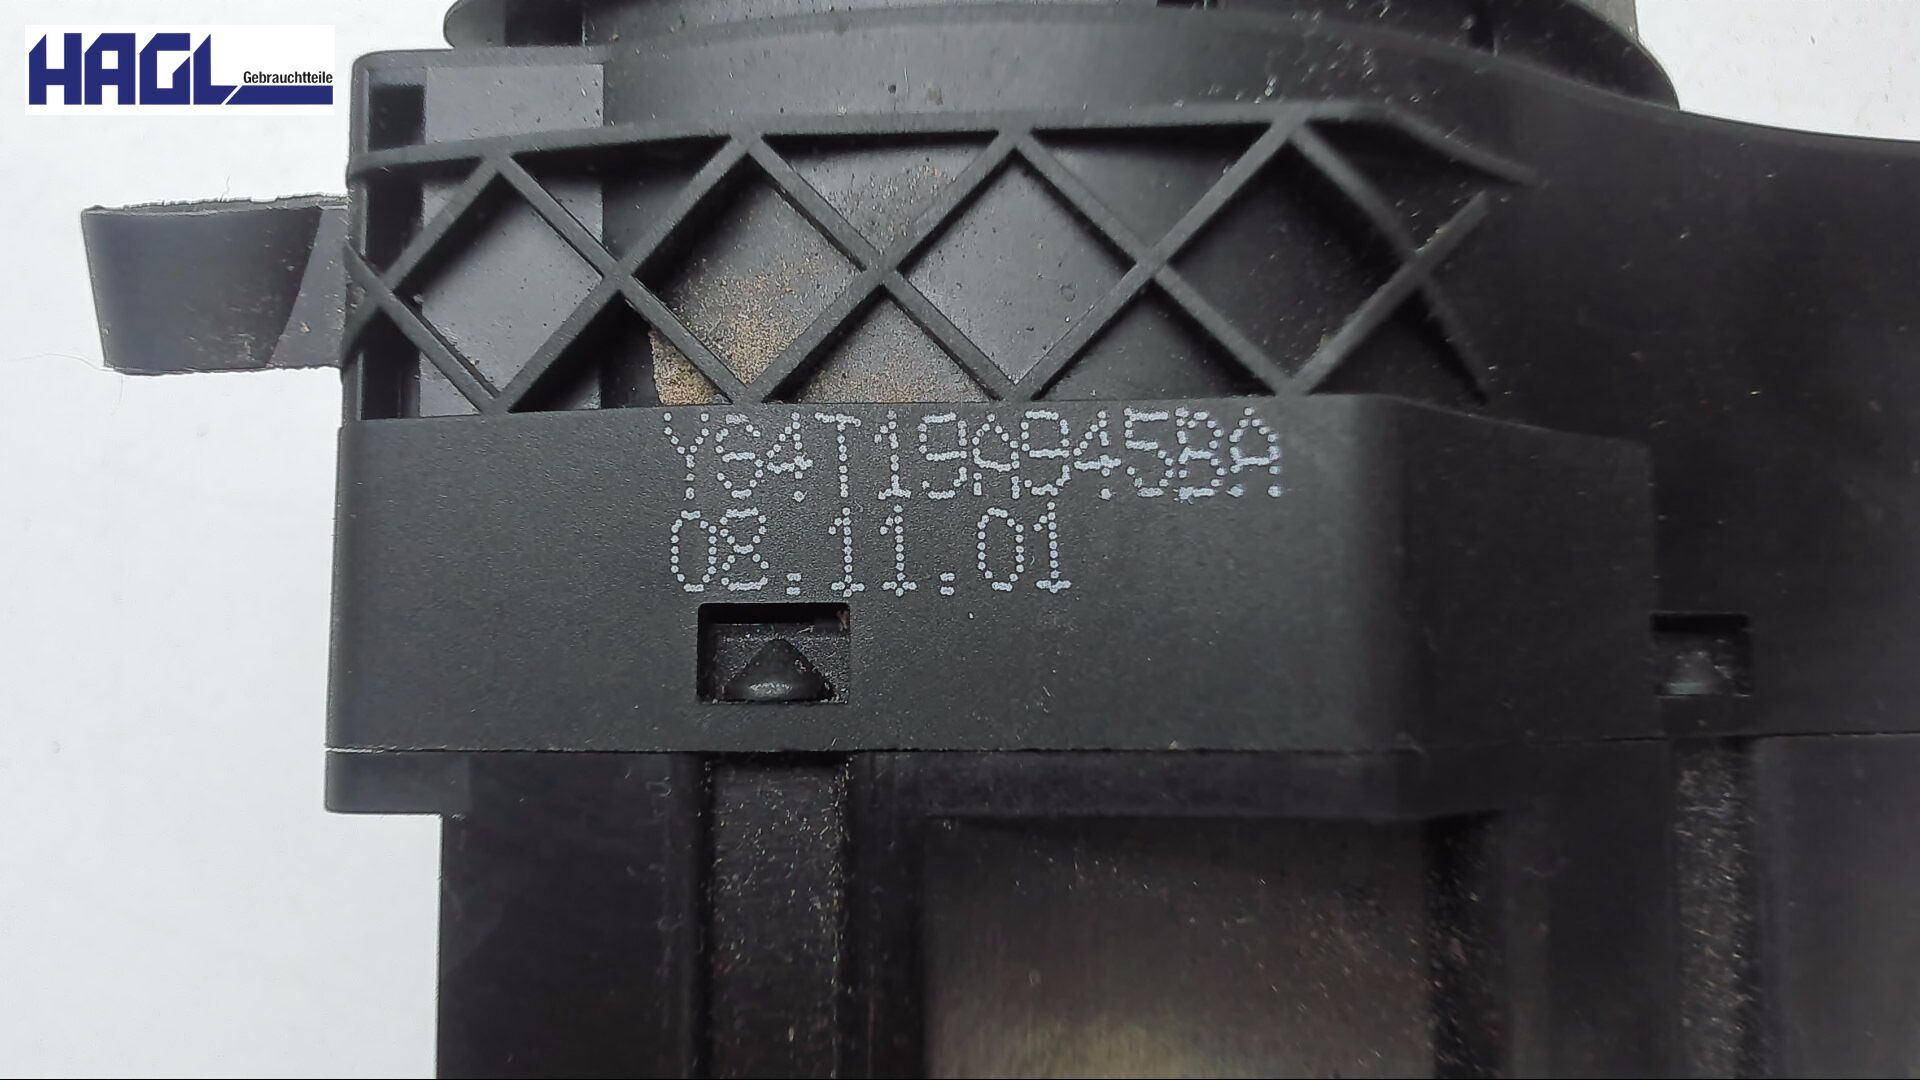 HAGL
Gebrauchtteile
YS4T19A945BA
08.11.01